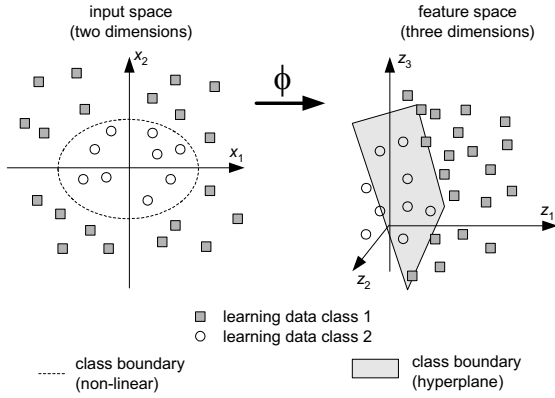 input space
(two dimensions)
feature space
(three dimensions)
x2
x1
ϕ
z3
z1
z2
learning data class 1
learning data class 2
class boundary
(non-linear)
class boundary
(hyperplane)